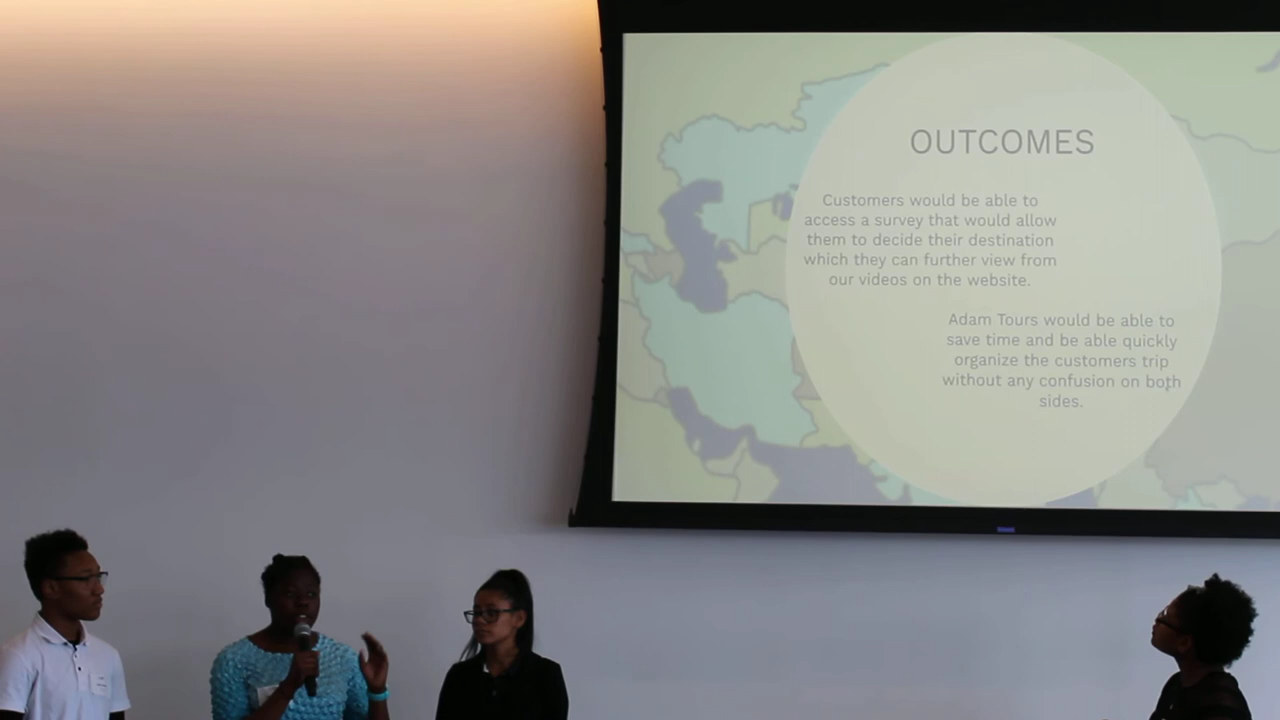 OUTCOMES
Customers would be able to
access a survey that would allow
them to decide their destination
which they can further view from
our videos on the website.
Adam Tours would be able to
save time and be able quickly
organize the customers trip
without any confusion on both
sides.